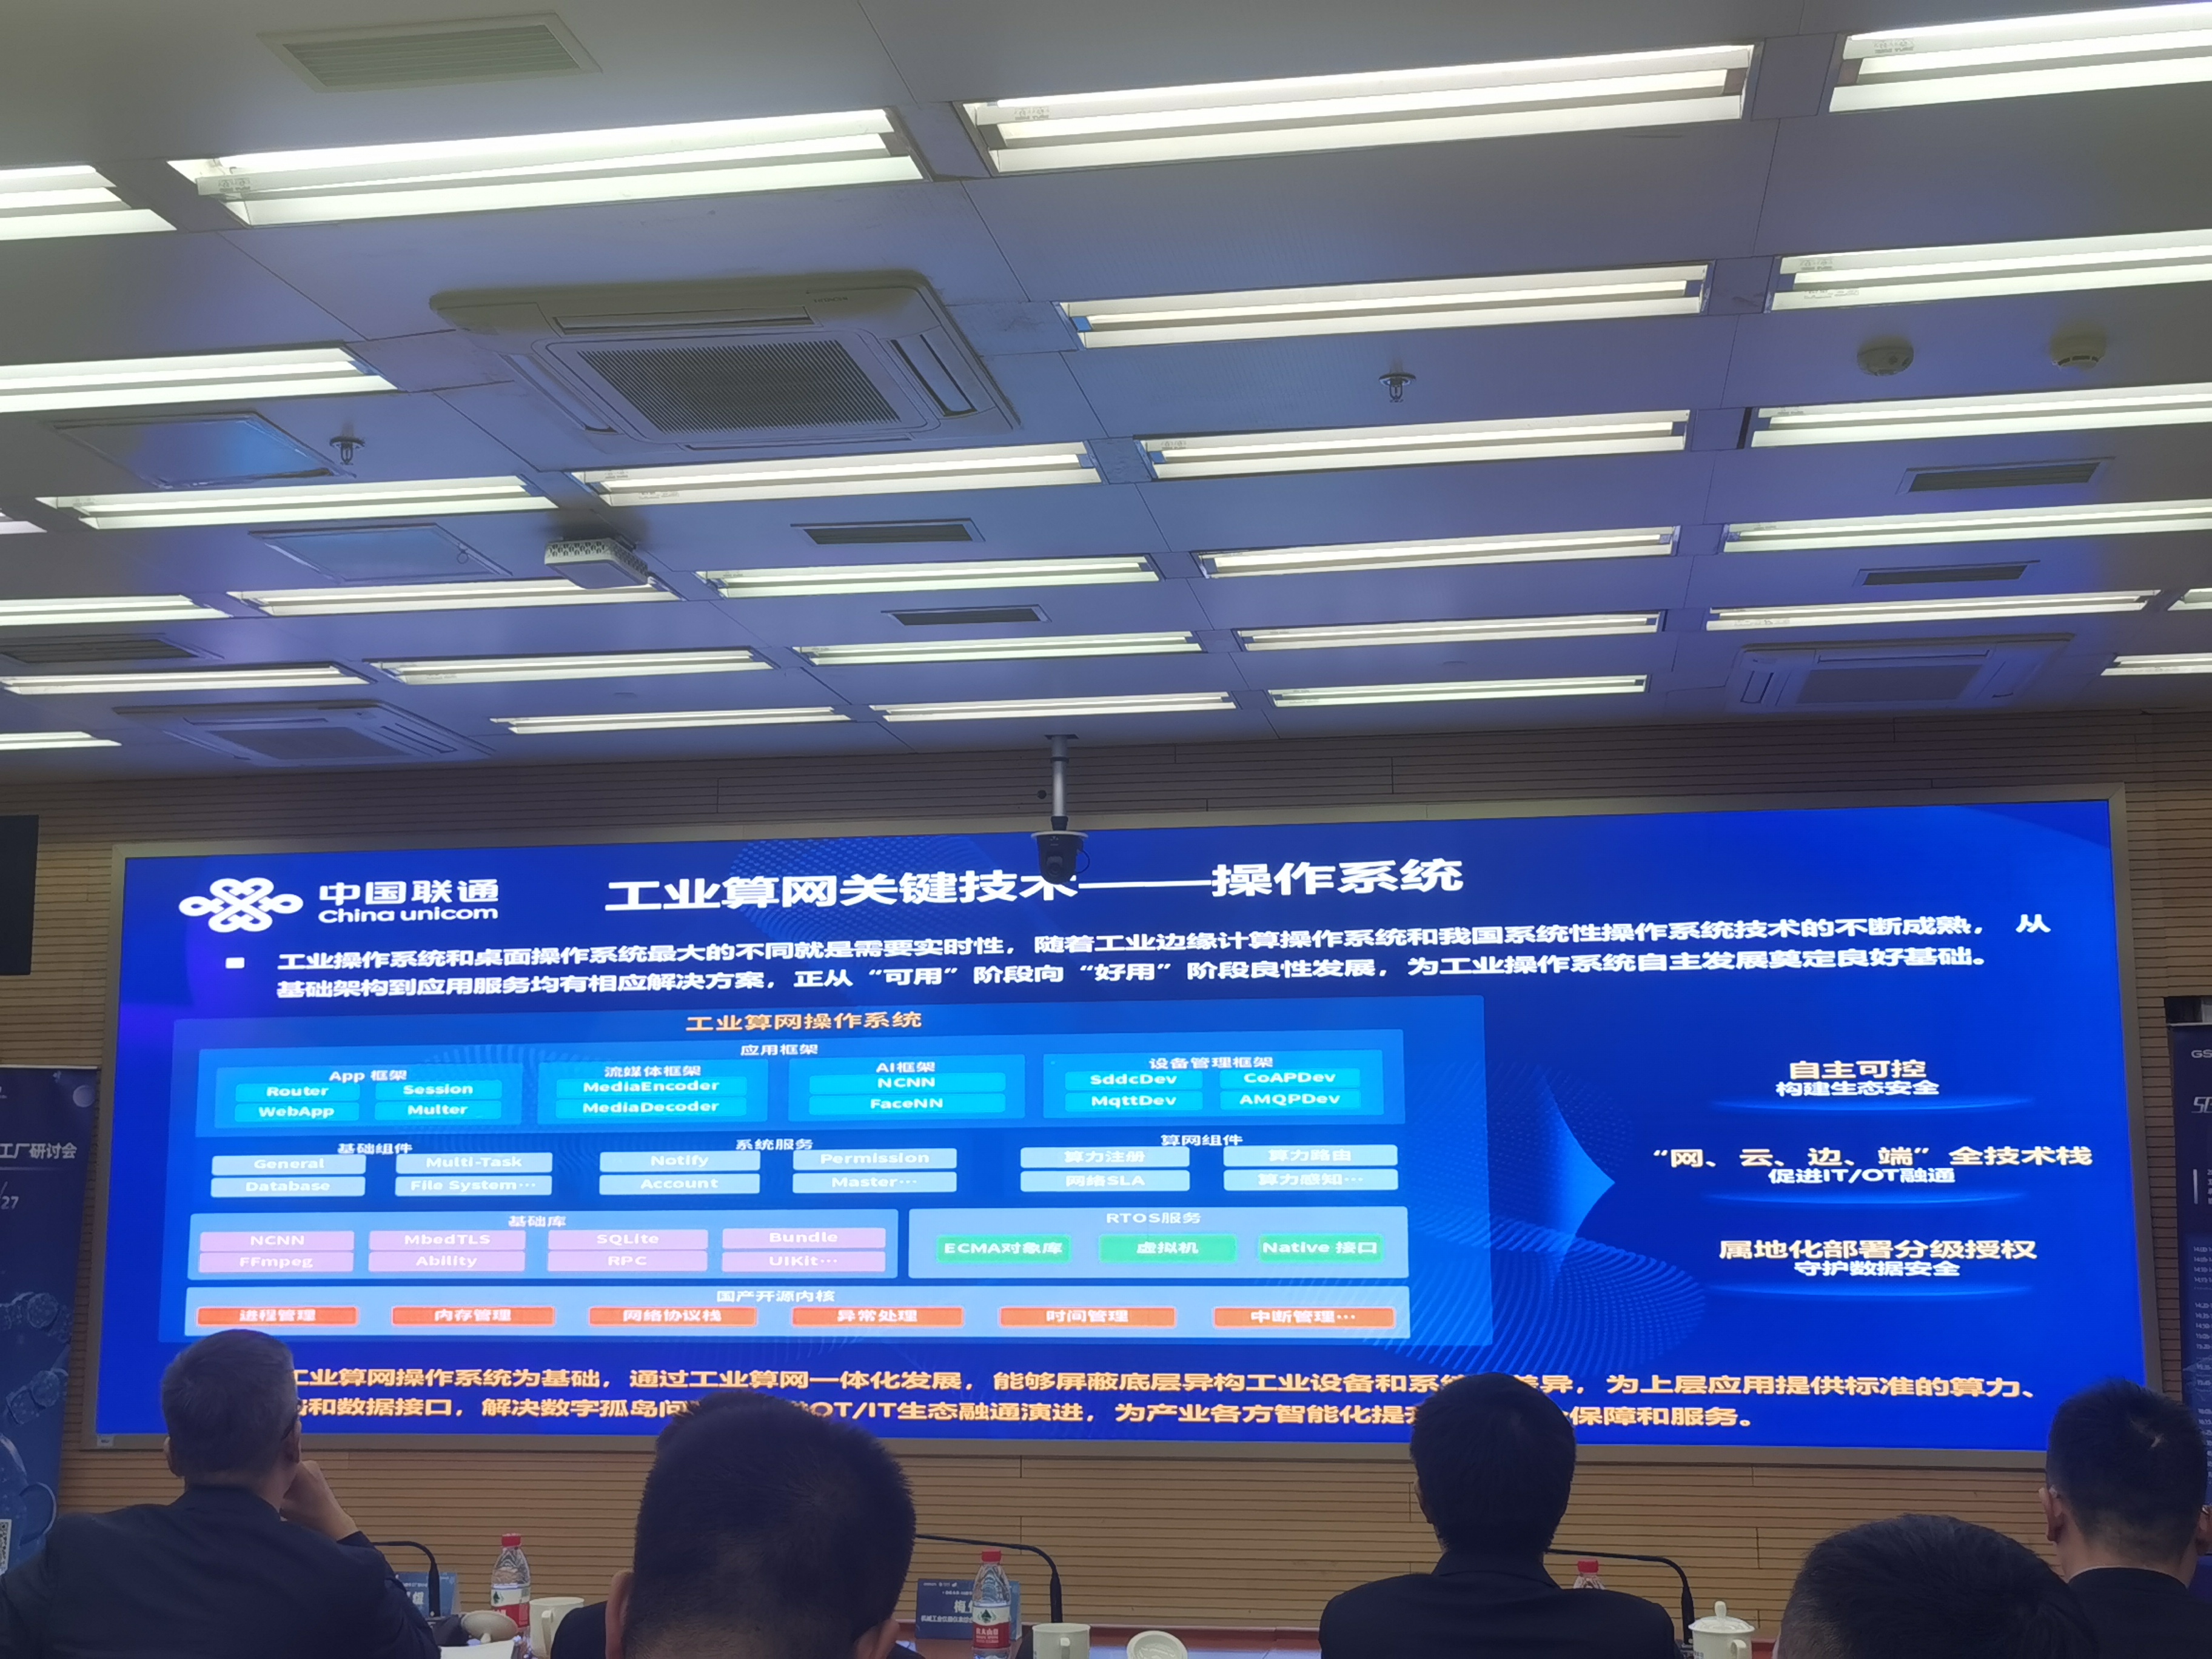 中国联通
China unicom
工业算网关键技术——操作系统
工业操作系统和桌面操作系统最大的不同就是需要实时性，随着工业边缘计算操作系统和我国系统性操作系统技术的不断成熟， 从
基础架构到应用服务均有相应解决方案，正从“可用”阶段向“好用”阶段良性发展，为工业操作系统自主发展奠定良好基础。
工业算网操作系统
应用框架
App 框架
Router Session
WebApp Multer
流媒体框架
MediaEncoder
MediaDecoder
AI框架
NCNN
FaceNN
设备管理框架
SddcDev CoAPDev
MqttDev AMQPDev
基础组件
General Multi-Task
Database File System···
系统服务
Notify Permission
Account Master···
算网组件
算力注册 算力路由
网络SLA 算力感知···
基础库
NCNN MbedTLS SQLite Bundle
FFmpeg Ability RPC UIKit···
RTOS服务
ECMA对象库 虚拟机 Native 接口
国产开源内核
进程管理 内存管理 网络协议栈 异常处理 时间管理 中断管理···
自主可控
构建生态安全
“网、云、边、端”全技术栈
促进IT/OT融通
属地化部署分级授权
守护数据安全
工业算网操作系统为基础，通过工业算网一体化发展，能够屏蔽底层异构工业设备和系统 差异，为上层应用提供标准的算力、
和数据接口，解决数字孤岛问 OT/IT生态融通演进，为产业各方智能化提 保障和服务。
工厂研讨会
27